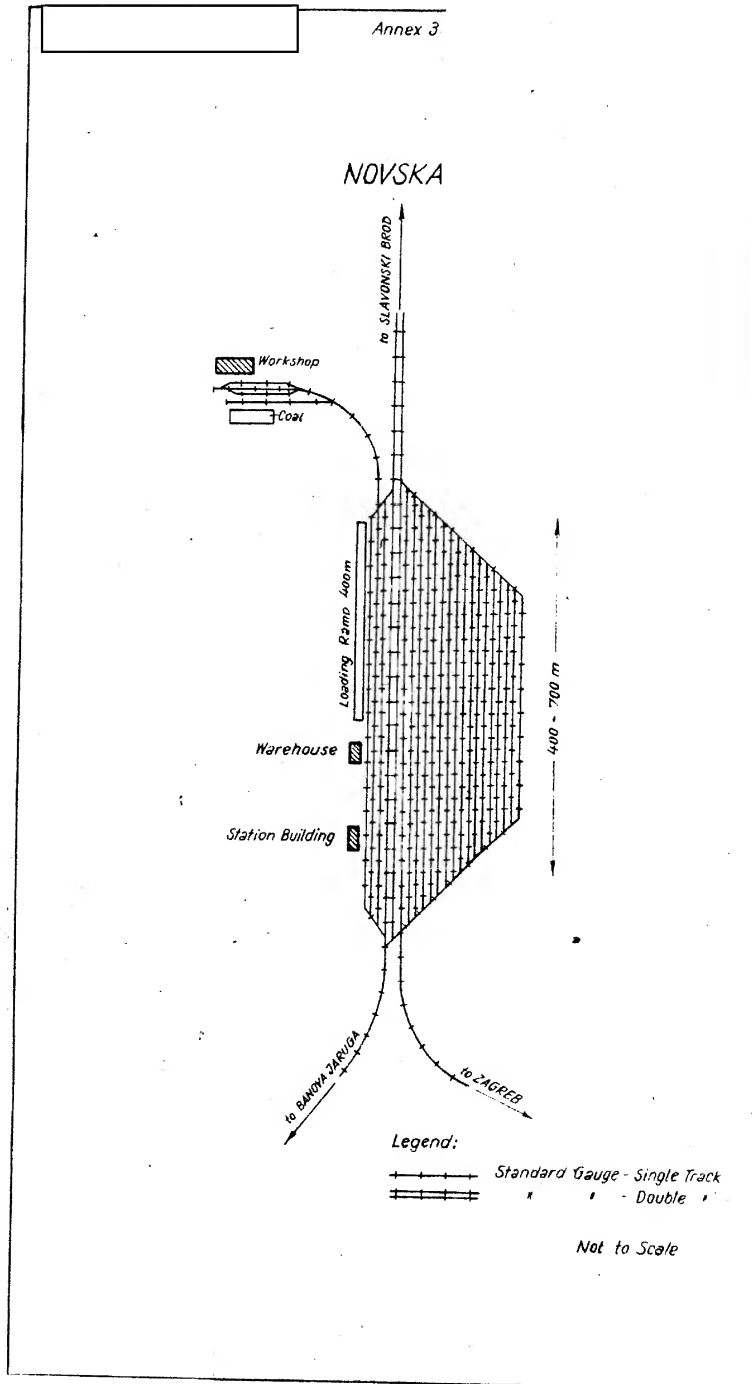 Annex 3
NOVSKA
to SLAVONSKI BROD
Workshop
Coal
Loading Ramp 400m
400 - 700 m
Warehouse
Station Building
to BANOVA JARUGA
to ZAGREB
Legend:
Standard Gauge - Single Track
" " - Double "
Not to Scale